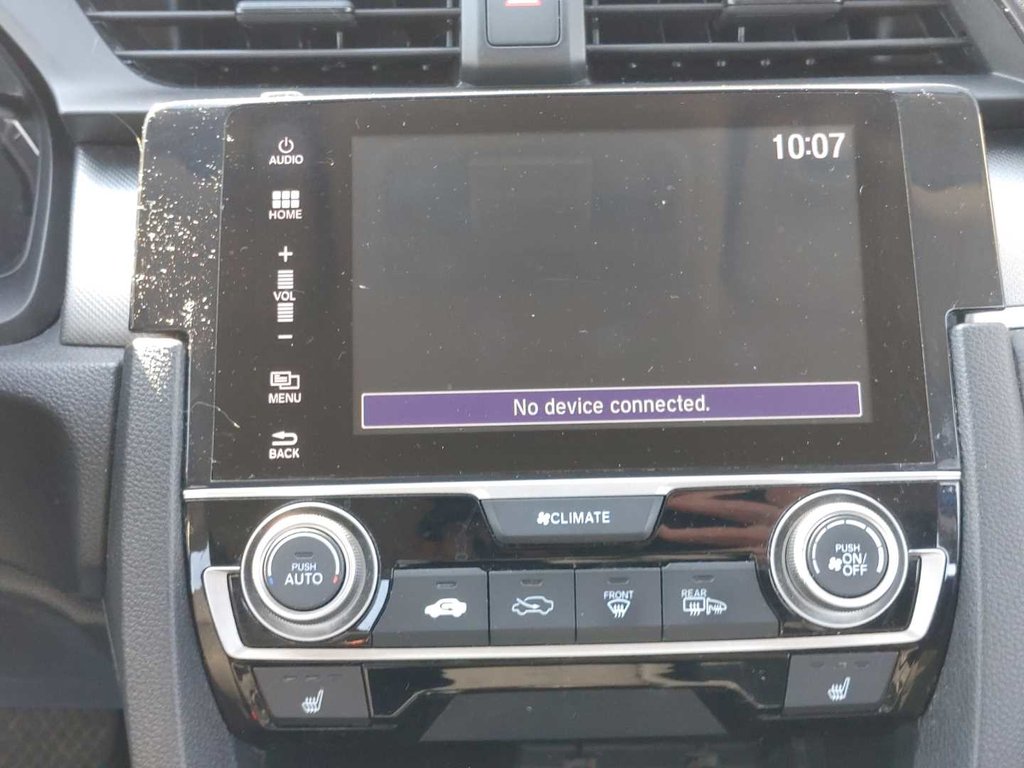 AUDIO
10:07
HOME
+
VOL
−
MENU
No device connected.
BACK
CLIMATE
PUSH
AUTO
FRONT
REAR
PUSH
ON/
OFF